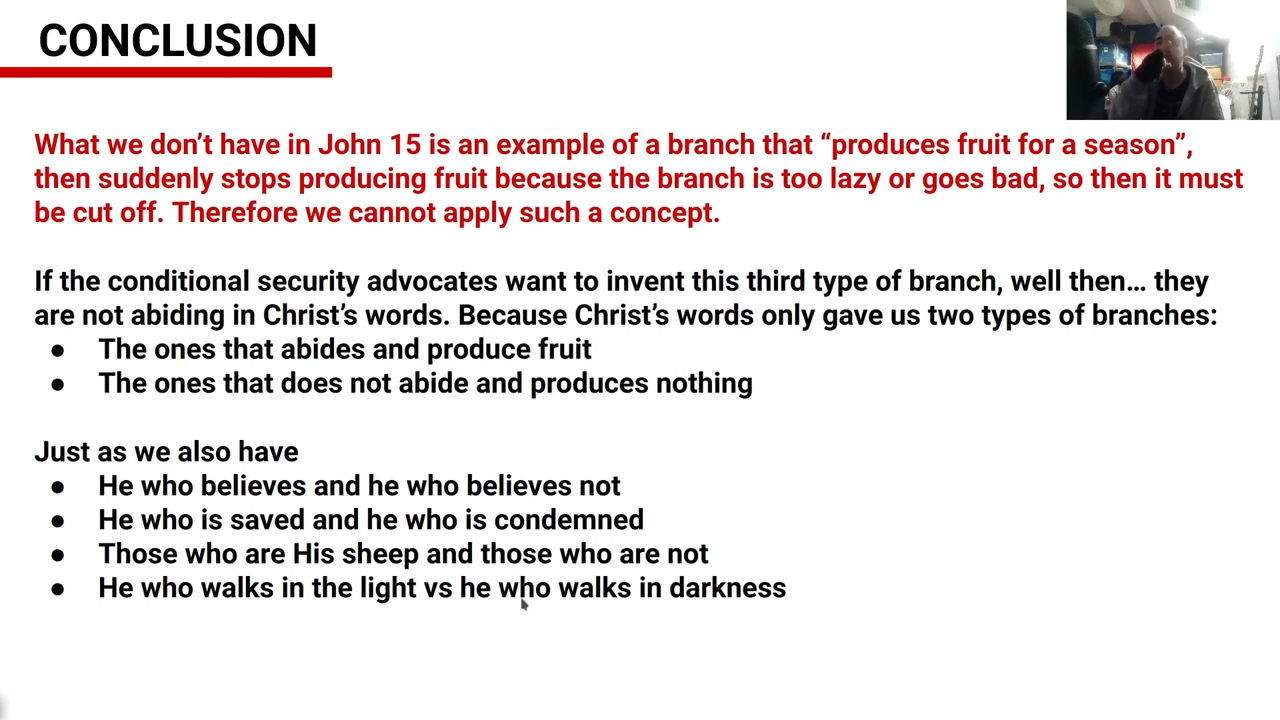 CONCLUSION
What we don’t have in John 15 is an example of a branch that “produces fruit for a season”,
then suddenly stops producing fruit because the branch is too lazy or goes bad, so then it must
be cut off. Therefore we cannot apply such a concept.
If the conditional security advocates want to invent this third type of branch, well then… they
are not abiding in Christ’s words. Because Christ’s words only gave us two types of branches:
● The ones that abides and produce fruit
● The ones that does not abide and produces nothing
Just as we also have
● He who believes and he who believes not
● He who is saved and he who is condemned
● Those who are His sheep and those who are not
● He who walks in the light vs he who walks in darkness